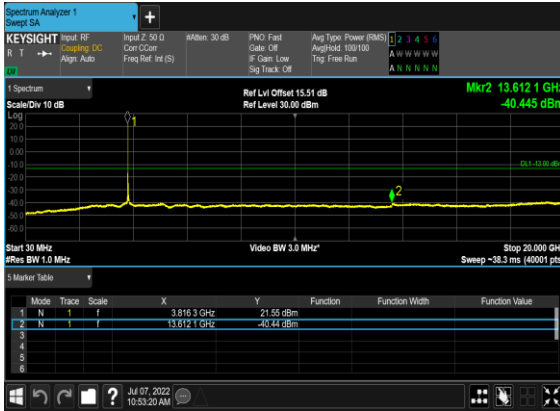 Spectrum Analyzer 1
Swept SA
+
KEYSIGHT
R T
LV
Input: RF
Coupling: DC
Align: Auto
Input Z: 50 Ω
Corr CCorr
Freq Ref: Int (S)
#Atten: 30 dB
PNO: Fast
Gate: Off
IF Gain: Low
Sig Track: Off
Avg Type: Power (RMS)
Avg|Hold: 100/100
Trig: Free Run
1 2 3 4 5 6
A W W W W W
A N N N N N
1 Spectrum
Scale/Div 10 dB
Log
Ref Lvl Offset 15.51 dB
Ref Level 30.00 dBm
Mkr2 13.612 1 GHz
-40.445 dBm
20.0
10.0
0.00
-10.0
-20.0
-30.0
-40.0
-50.0
-60.0
1
DL1 -13.00 dBm
2
Start 30 MHz
#Res BW 1.0 MHz
Video BW 3.0 MHz*
Stop 20.000 GHz
Sweep ~38.3 ms (40001 pts)
5 Marker Table
Mode Trace Scale X Y Function Function Width Function Value
1 N 1 f 3.816 3 GHz 21.55 dBm
2 N 1 f 13.612 1 GHz -40.44 dBm
3
4
5
6
?
Jul 07, 2022
10:53:20 AM